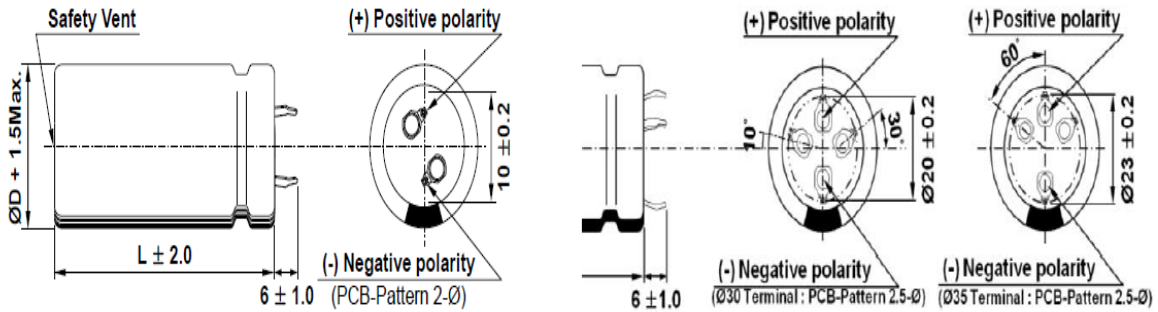 Safety Vent
(+) Positive polarity
ØD + 1.5Max.
10 ± 0.2
L ± 2.0
6 ± 1.0
(-) Negative polarity
(PCB-Pattern 2-Ø)
(+) Positive polarity
10°
30°
Ø20 ± 0.2
6 ±1.0
(-) Negative polarity
(Ø30 Terminal : PCB-Pattern 2.5-Ø)
(+) Positive polarity
60°
Ø23 ± 0.2
(-) Negative polarity
(Ø35 Terminal : PCB-Pattern 2.5-Ø)